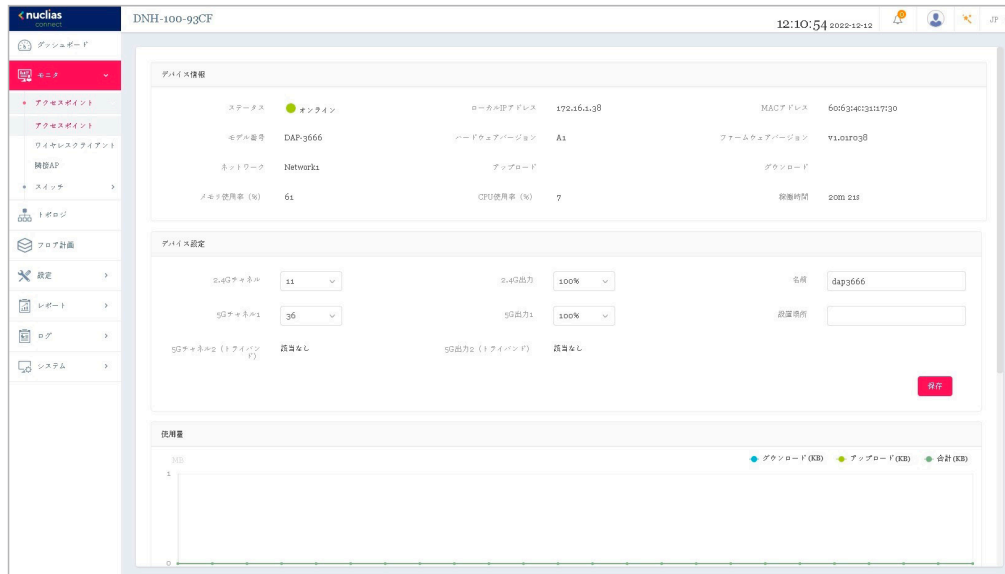 nuclias
connect
DNH-100-93CF
12:10:54 2022-12-12
0
JP
ダッシュボード
モニタ
アクセスポイント
アクセスポイント
ワイヤレスクライアント
隣接AP
スイッチ
トポロジ
フロア計画
設定
レポート
ログ
システム
デバイス情報
ステータス オンライン ローカルIPアドレス 172.16.1.38 MACアドレス 60:63:4c:31:17:30
モデル番号 DAP-3666 ハードウェアバージョン A1 ファームウェアバージョン v1.01r038
ネットワーク Network1 アップロード ダウンロード
メモリ使用率 (%) 61 CPU使用率 (%) 7 稼働時間 20m 21s
デバイス設定
2.4Gチャネル 11 2.4G出力 100% 名前 dap3666
5Gチャネル1 36 5G出力1 100% 設置場所
5Gチャネル2 (トライバンド) 該当なし 5G出力2 (トライバンド) 該当なし
保存
使用量
MB
ダウンロード(KB) アップロード(KB) 合計(KB)
1
0